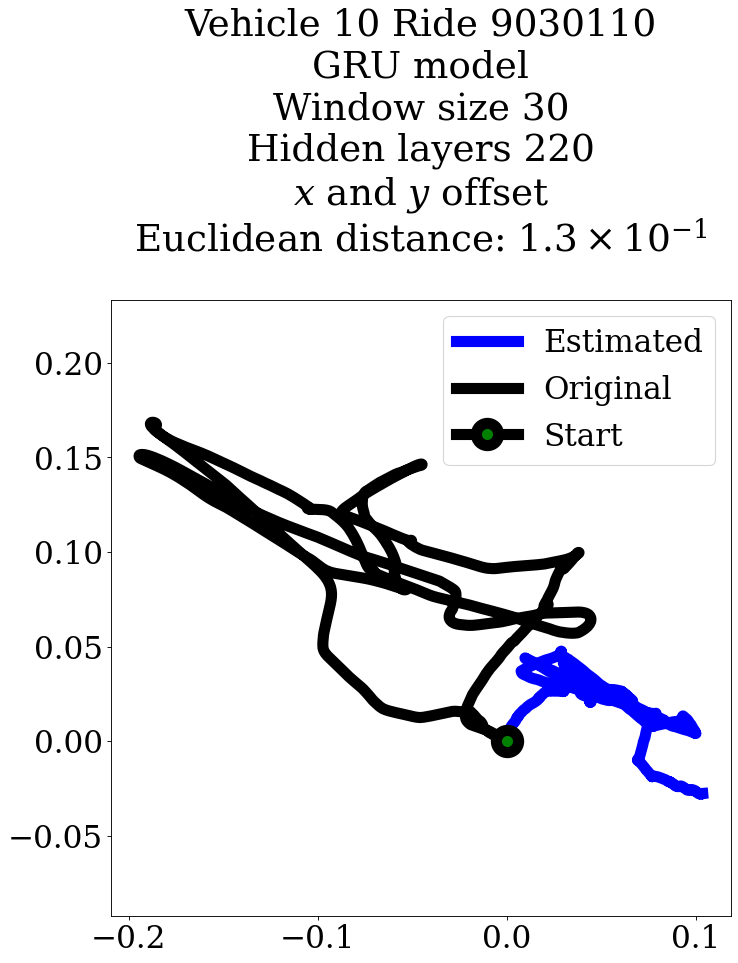 Vehicle 10 Ride 9030110
GRU model
Window size 30
Hidden layers 220
x and y offset
Euclidean distance: 1.3 × 10⁻¹
Estimated
Original
Start
0.20
0.15
0.10
0.05
0.00
−0.05
−0.2
−0.1
0.0
0.1